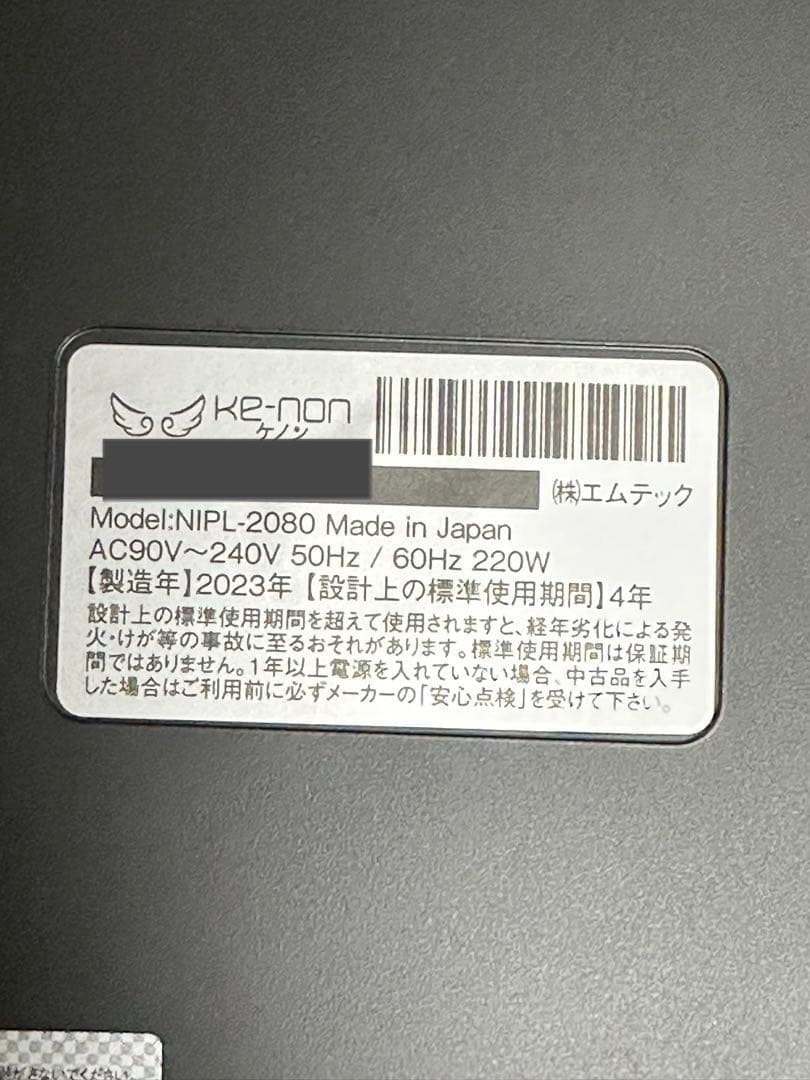 ke-non
ケノン
㈱エムテック
Model:NIPL-2080 Made in Japan
AC90V～240V 50Hz / 60Hz 220W
【製造年】2023年【設計上の標準使用期間】4年
設計上の標準使用期間を超えて使用されますと、経年劣化による発
火・けが等の事故に至るおそれがあります。標準使用期間は保証期
間ではありません。1年以上電源を入れていない場合、中古品を入手
した場合はご利用前に必ずメーカーの「安心点検」を受けて下さい。
ないでください。